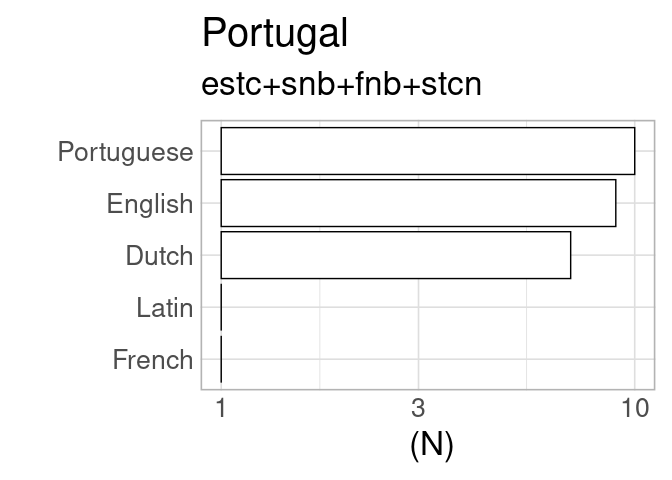 Portugal
estc+snb+fnb+stcn
Portuguese
English
Dutch
Latin
French
1 3 10
(N)